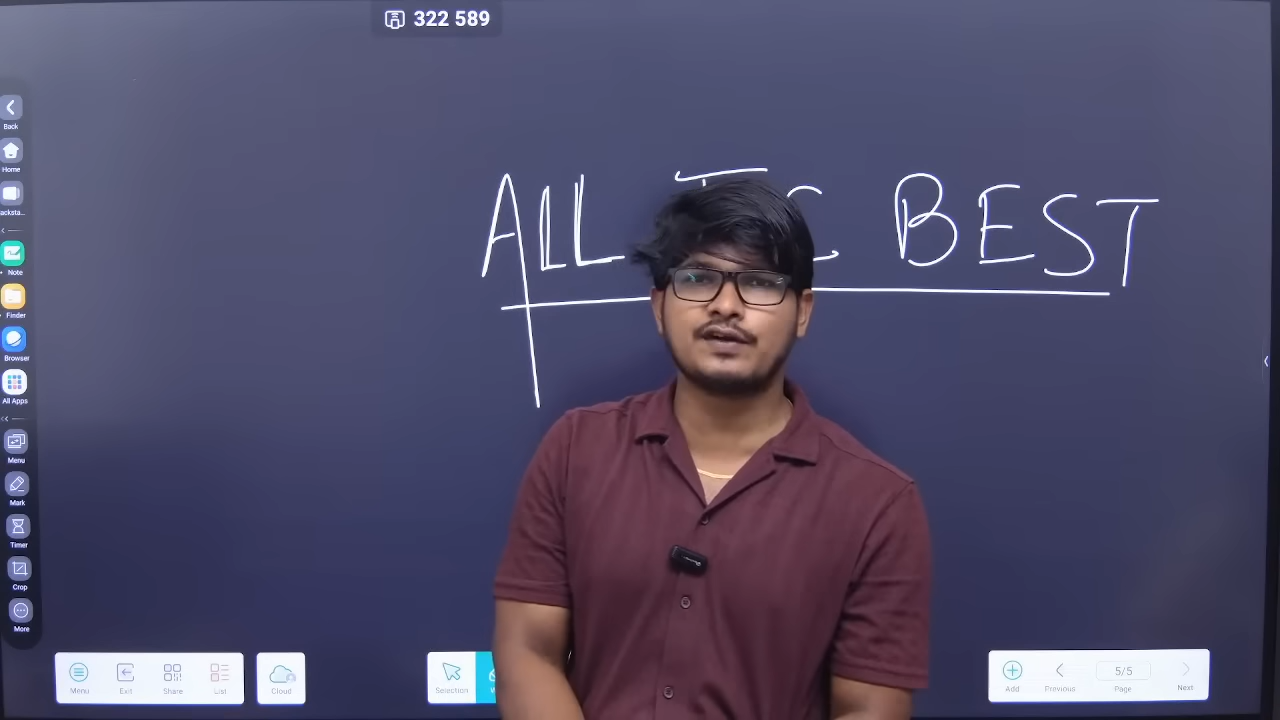 322 589
ALL BEST
Back
Home
Note
Finder
Browser
All Apps
Menu
Mark
Timer
Crop
More
Menu Exit Share List Cloud Selection Add Previous 5/5 Page Next